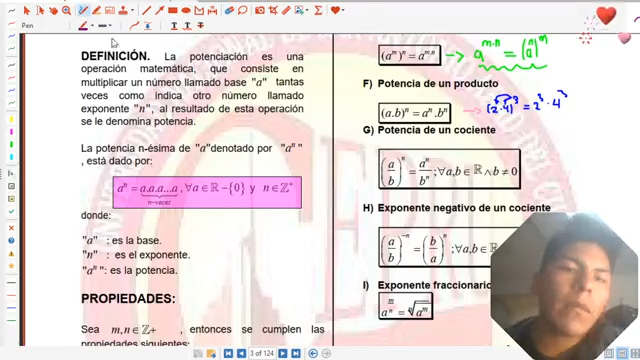 Pen
DEFINICIÓN. La potenciación es una
operación matemática, que consiste en
multiplicar un número llamado base "a" tantas
veces como indica otro número llamado
exponente "n", al resultado de esta operación
se le denomina potencia.
La potencia n-ésima de "a" denotado por "aⁿ"
, está dado por:
aⁿ = a.a.a...a, ∀a ∈ ℝ – {0} y n ∈ ℤ⁺
n-veces
donde:
"a" : es la base.
"n" : es el exponente.
"aⁿ": es la potencia.
PROPIEDADES:
Sea m,n ∈ ℤ+ , entonces se cumplen las
propiedades siguientes:
(aᵐ)ⁿ = aᵐ·ⁿ → aᵐ·ⁿ = (aⁿ)ᵐ
F) Potencia de un producto
(a.b)ⁿ = aⁿ.bⁿ → (2·4)³ = 2³·4³
G) Potencia de un cociente
(a/b)ⁿ = aⁿ/bⁿ ; ∀a,b ∈ ℝ ∧ b ≠ 0
H) Exponente negativo de un cociente
(a/b)⁻ⁿ = (b/a)ⁿ ; ∀a,b ∈ ℝ
I) Exponente fraccionario
a^(m/n) = ⁿ√aᵐ
3 of 124